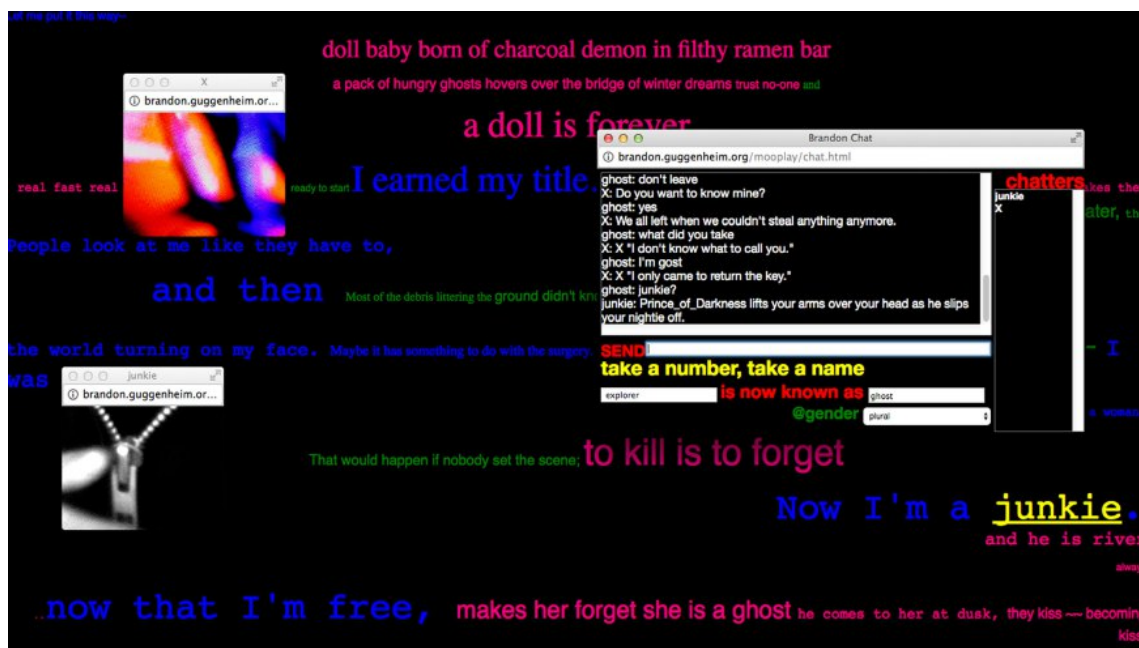 let me put it this way~
doll baby born of charcoal demon in filthy ramen bar
a pack of hungry ghosts hovers over the bridge of winter dreams trust no-one and
X
brandon.guggenheim.or...
a doll is forever
Brandon Chat
brandon.guggenheim.org/mooplay/chat.html
real fast real
ready to start I earned my title.
ghost: don't leave
X: Do you want to know mine?
ghost: yes
X: We all left when we couldn't steal anything anymore.
ghost: what did you take
X: X "I don't know what to call you."
ghost: I'm gost
X: X "I only came to return the key."
ghost: junkie?
junkie: Prince_of_Darkness lifts your arms over your head as he slips
your nightie off.
chatters
junkie
X
the
People look at me like they have to,
and then Most of the debris littering the ground didn't
the world turning on my face. Maybe it has something to do with the surgery.
SEND
~ I
was
junkie
brandon.guggenheim.or...
take a number, take a name
explorer is now known as ghost
@gender plural
a woman
That would happen if nobody set the scene; to kill is to forget
Now I'm a junkie.
and he is river
..now that I'm free, makes her forget she is a ghost he comes to her at dusk, they kiss ~~ becoming
kiss